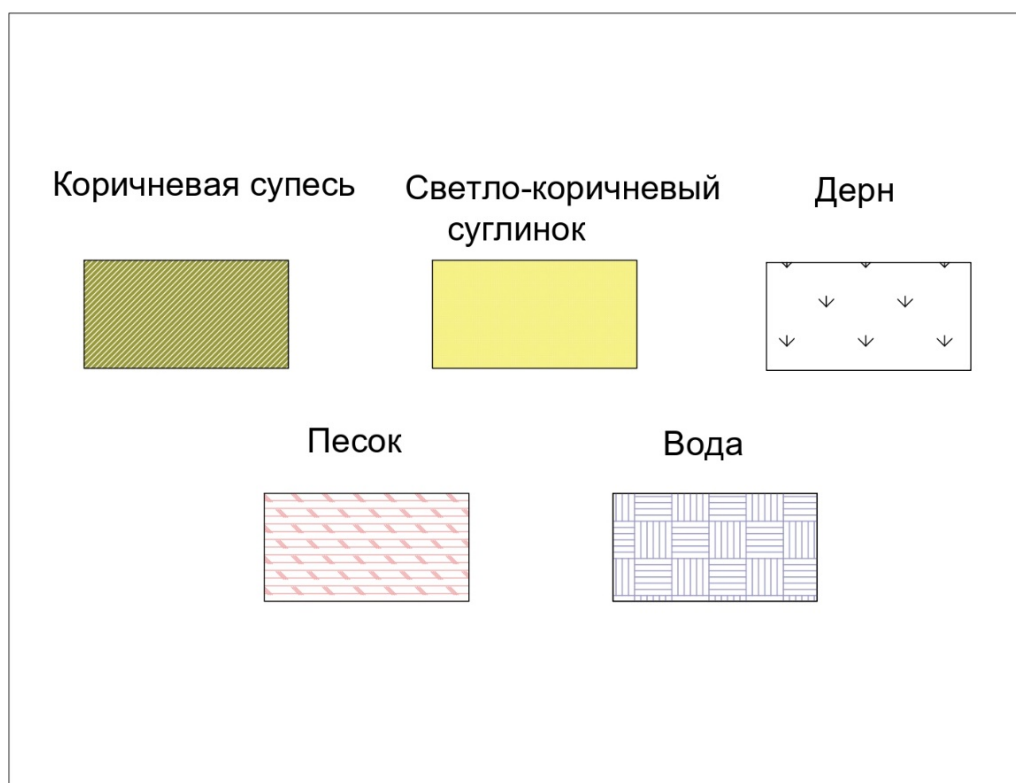 Коричневая супесь
Светло-коричневый
суглинок
Дерн
Песок
Вода